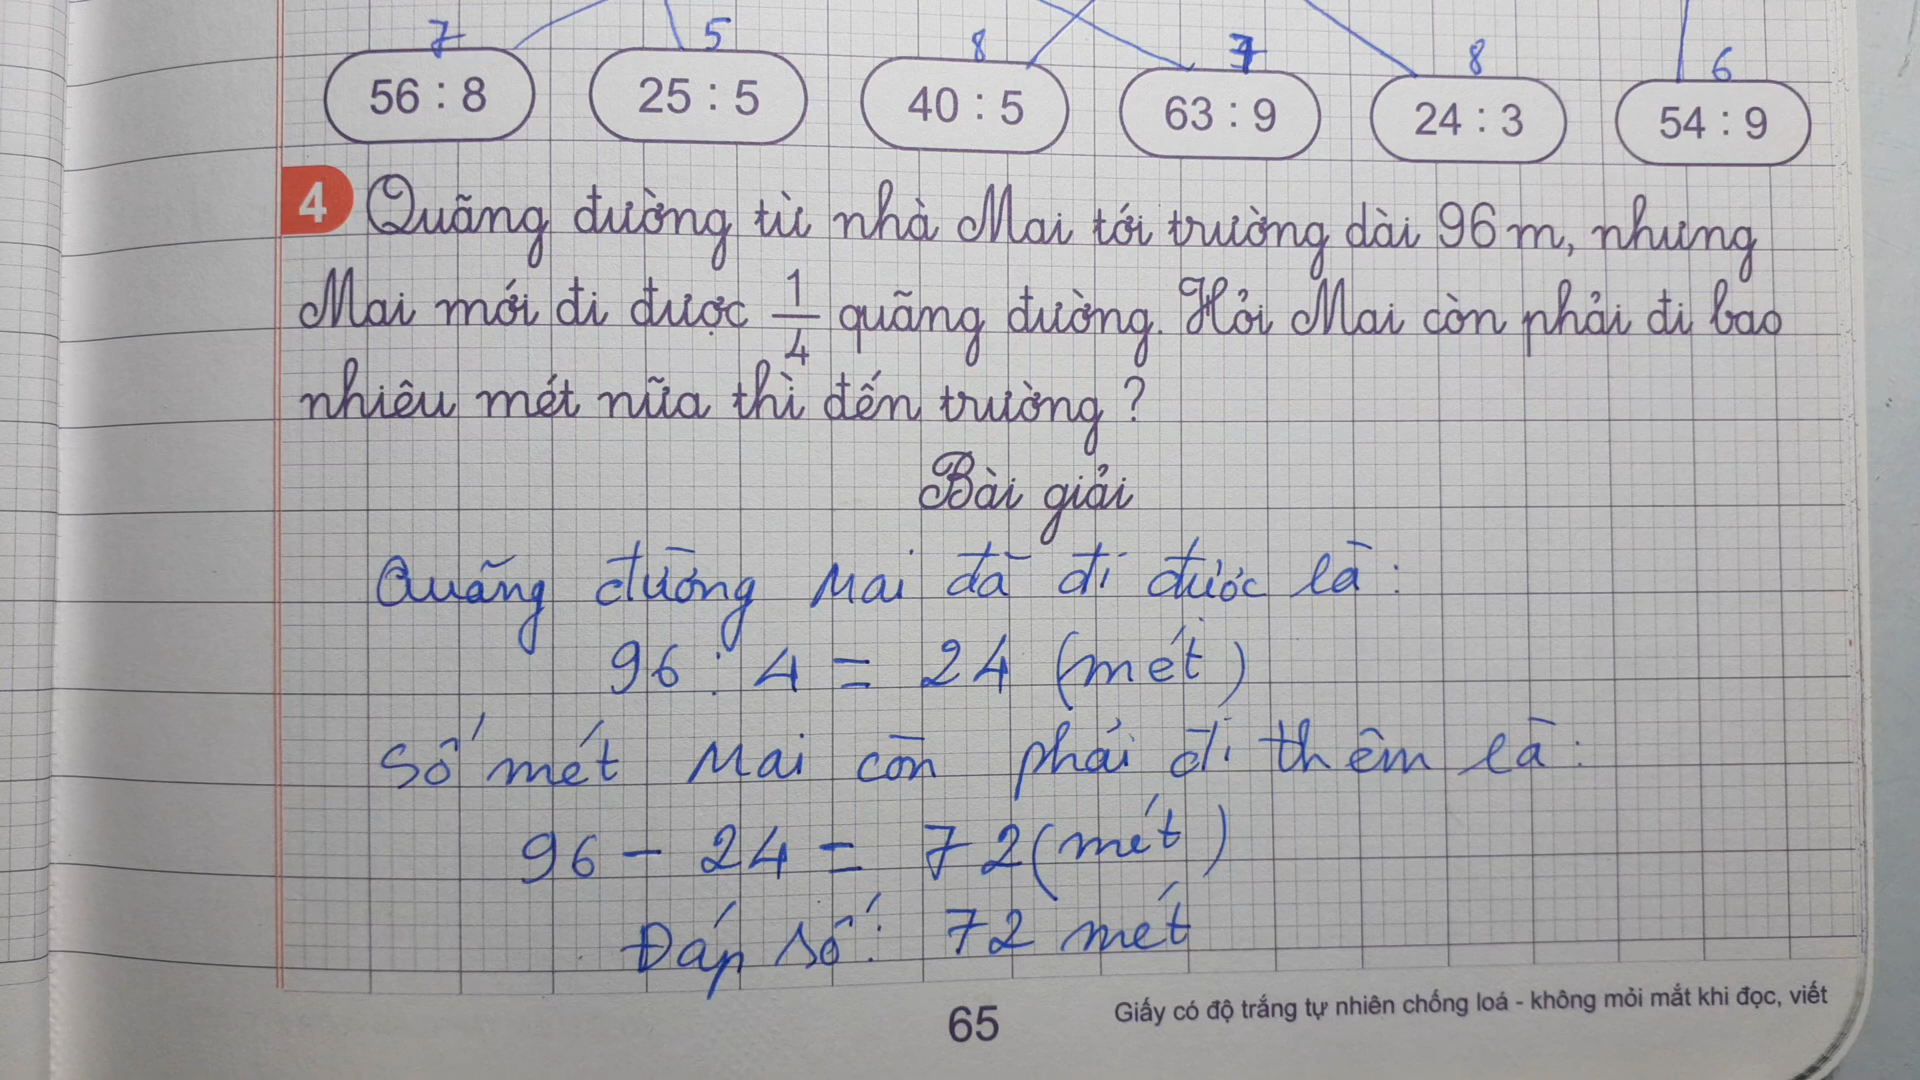 7 5 8 7 8 6
56 : 8 25 : 5 40 : 5 63 : 9 24 : 3 54 : 9
4 Quãng đường từ nhà Mai tới trường dài 96 m, nhưng
Mai mới đi được 1/4 quãng đường. Hỏi Mai còn phải đi bao
nhiêu mét nữa thì đến trường?
Bài giải
Quãng đường Mai đã đi được là:
96 : 4 = 24 (mét)
Số mét Mai còn phải đi thêm là:
96 - 24 = 72 (mét)
Đáp số: 72 mét
65 Giấy có độ trắng tự nhiên chống loá - không mỏi mắt khi đọc, viết